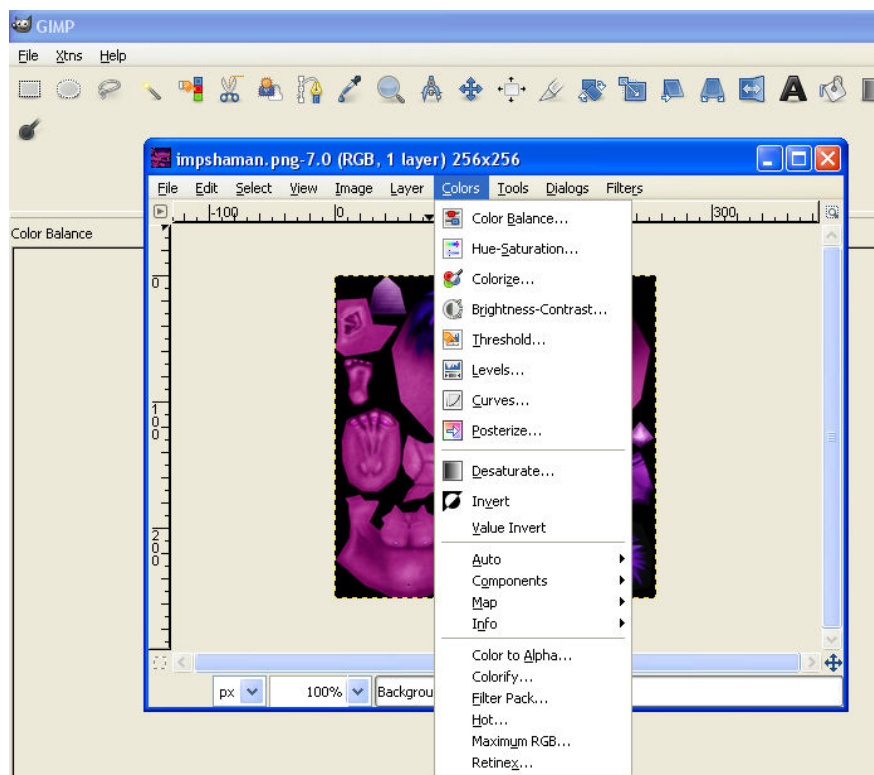 GIMP
File Xtns Help
impshaman.png-7.0 (RGB, 1 layer) 256x256
File Edit Select View Image Layer Colors Tools Dialogs Filters
-100 0 300
Color Balance
0
100
200
Color Balance...
Hue-Saturation...
Colorize...
Brightness-Contrast...
Threshold...
Levels...
Curves...
Posterize...
Desaturate...
Invert
Value Invert
Auto
Components
Map
Info
Color to Alpha...
Colorify...
Filter Pack...
Hot...
Maximum RGB...
Retinex...
px 100% Backgrou